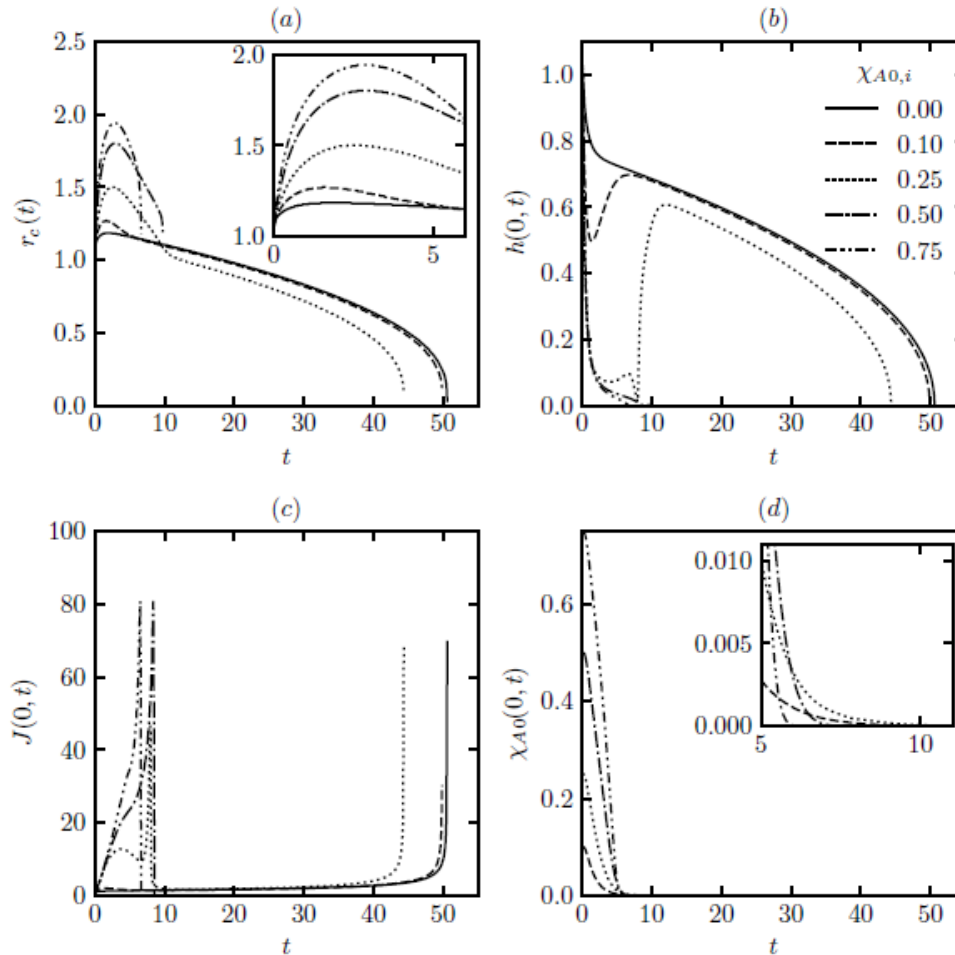 (a)
2.5
2.0
1.5
1.0
0.5
0.0
r_c(t)
0 10 20 30 40 50
t
2.0
1.5
1.0
0 5
(b)
1.0
0.8
0.6
0.4
0.2
0.0
h(0, t)
0 10 20 30 40 50
t
χ_{A0,i}
0.00
0.10
0.25
0.50
0.75
(c)
100
80
60
40
20
0
J(0, t)
0 10 20 30 40 50
t
(d)
0.6
0.4
0.2
0.0
χ_{A0}(0, t)
0 10 20 30 40 50
t
0.010
0.005
0.000
5 10